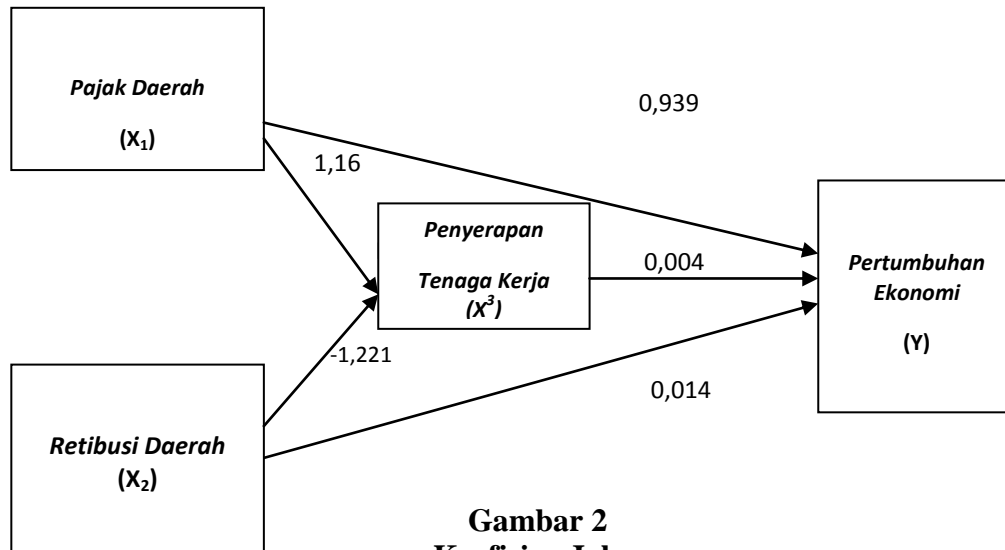 Pajak Daerah
(X₁)
0,939
1,16
Penyerapan
Tenaga Kerja
(X³)
0,004
Pertumbuhan
Ekonomi
(Y)
-1,221
0,014
Retibusi Daerah
(X₂)
Gambar 2